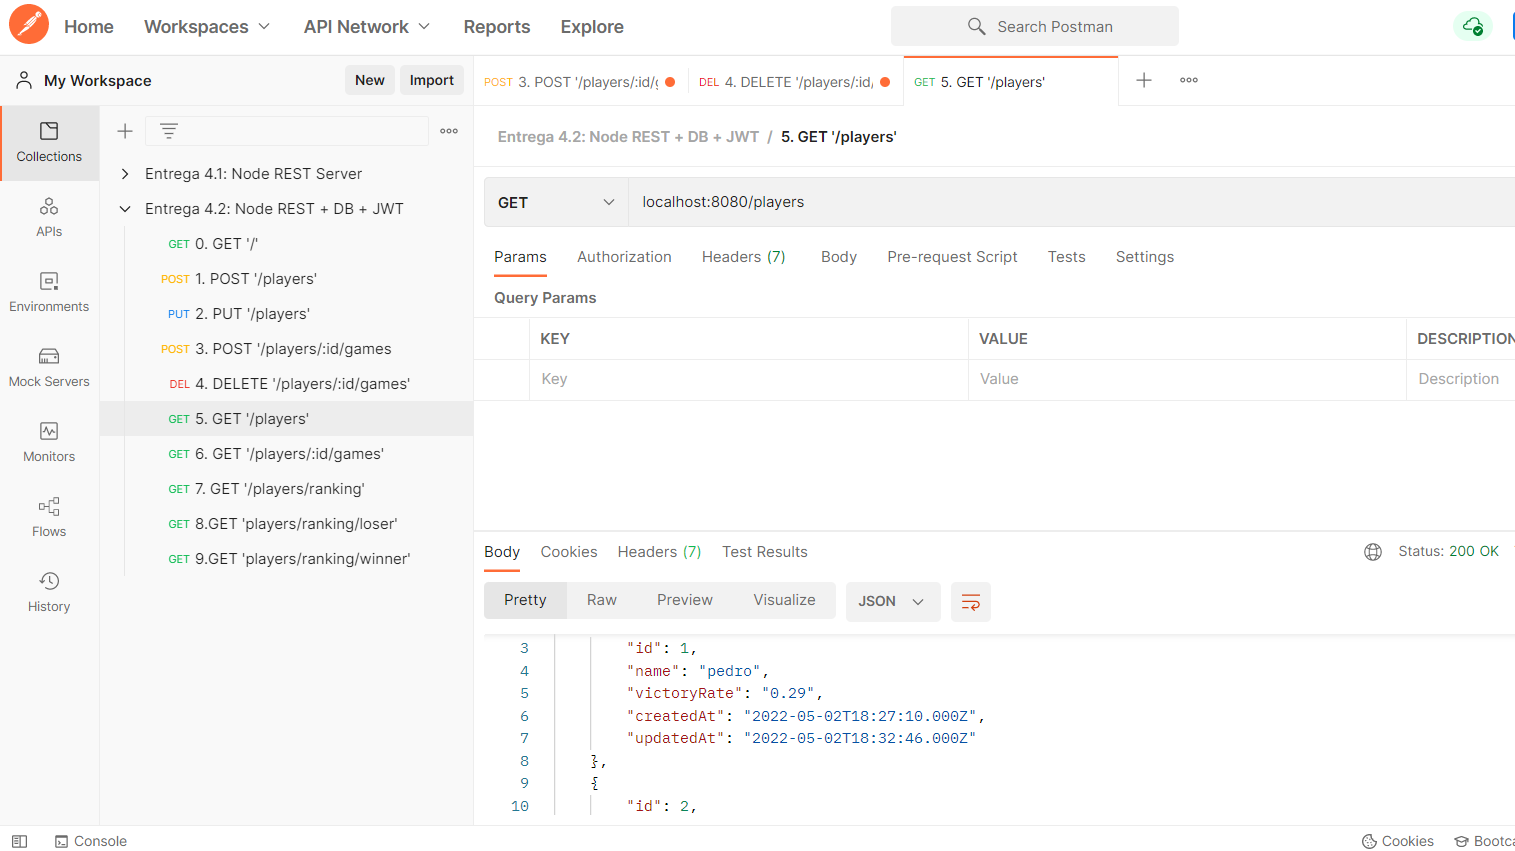 Home Workspaces API Network Reports Explore Search Postman
My Workspace New Import
POST 3. POST '/players/:id/g DEL 4. DELETE '/players/:id/ GET 5. GET '/players'
Collections
APIs
Environments
Mock Servers
Monitors
Flows
History
Entrega 4.1: Node REST Server
Entrega 4.2: Node REST + DB + JWT
GET 0. GET '/'
POST 1. POST '/players'
PUT 2. PUT '/players'
POST 3. POST '/players/:id/games
DEL 4. DELETE '/players/:id/games'
GET 5. GET '/players'
GET 6. GET '/players/:id/games'
GET 7. GET '/players/ranking'
GET 8.GET 'players/ranking/loser'
GET 9.GET 'players/ranking/winner'
Entrega 4.2: Node REST + DB + JWT / 5. GET '/players'
GET localhost:8080/players
Params Authorization Headers (7) Body Pre-request Script Tests Settings
Query Params
KEY VALUE DESCRIPTION
Key Value Description
Body Cookies Headers (7) Test Results Status: 200 OK
Pretty Raw Preview Visualize JSON
3 "id": 1,
4 "name": "pedro",
5 "victoryRate": "0.29",
6 "createdAt": "2022-05-02T18:27:10.000Z",
7 "updatedAt": "2022-05-02T18:32:46.000Z"
8 },
9 {
10 "id": 2,
Console Cookies Bootca